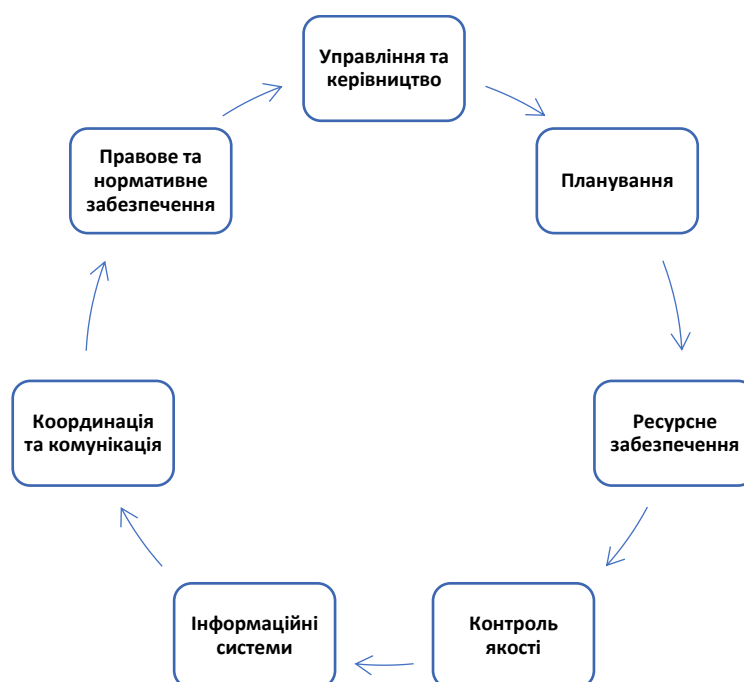 Управління та
керівництво
Планування
Ресурсне
забезпечення
Контроль
якості
Інформаційні
системи
Координація
та комунікація
Правове та
нормативне
забезпечення